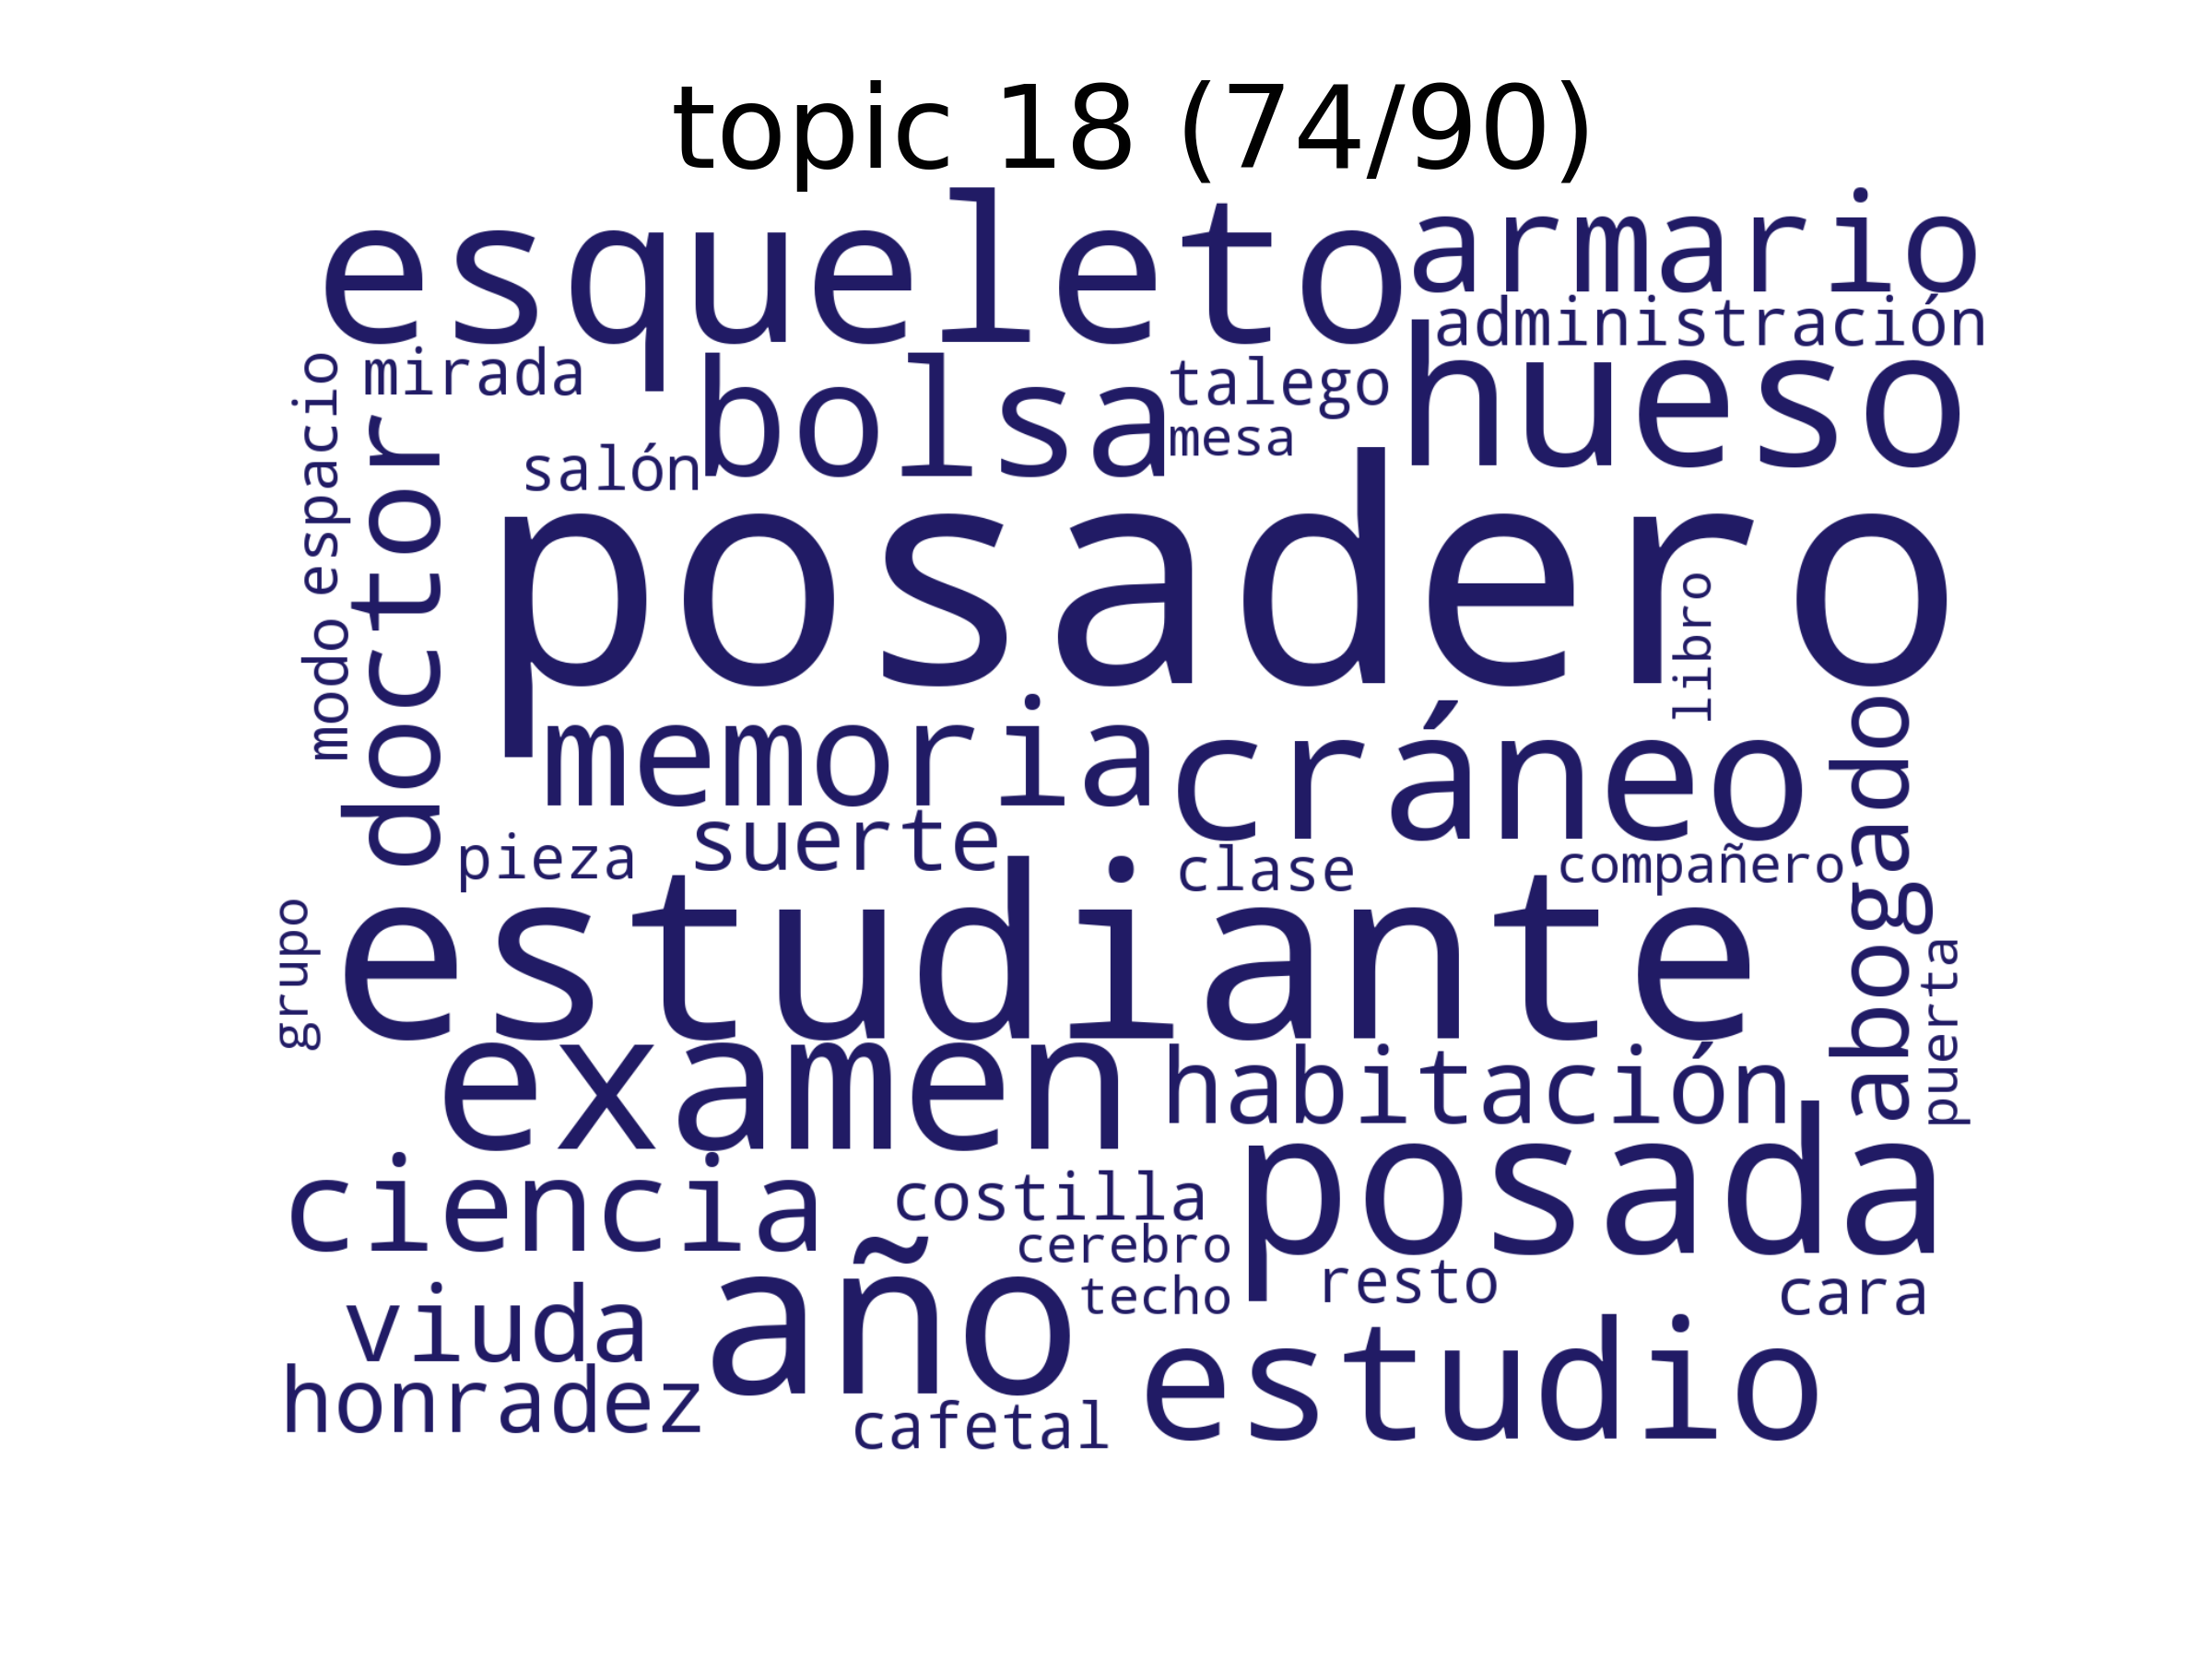 topic 18 (74/90)
esqueleto
armario
administración
mirada
bolsa
talego
hueso
espacio
doctor
salón
mesa
posadero
libro
modo
memoria
cráneo
abogado
pieza
suerte
clase
compañero
grupo
estudiante
puerta
examen
habitación
posada
ciencia
costilla
cerebro
techo
resto
cara
viuda
año
honradez
cafetal
estudio